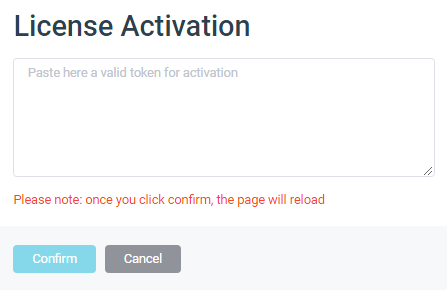 License Activation
Paste here a valid token for activation
Please note: once you click confirm, the page will reload
Confirm
Cancel